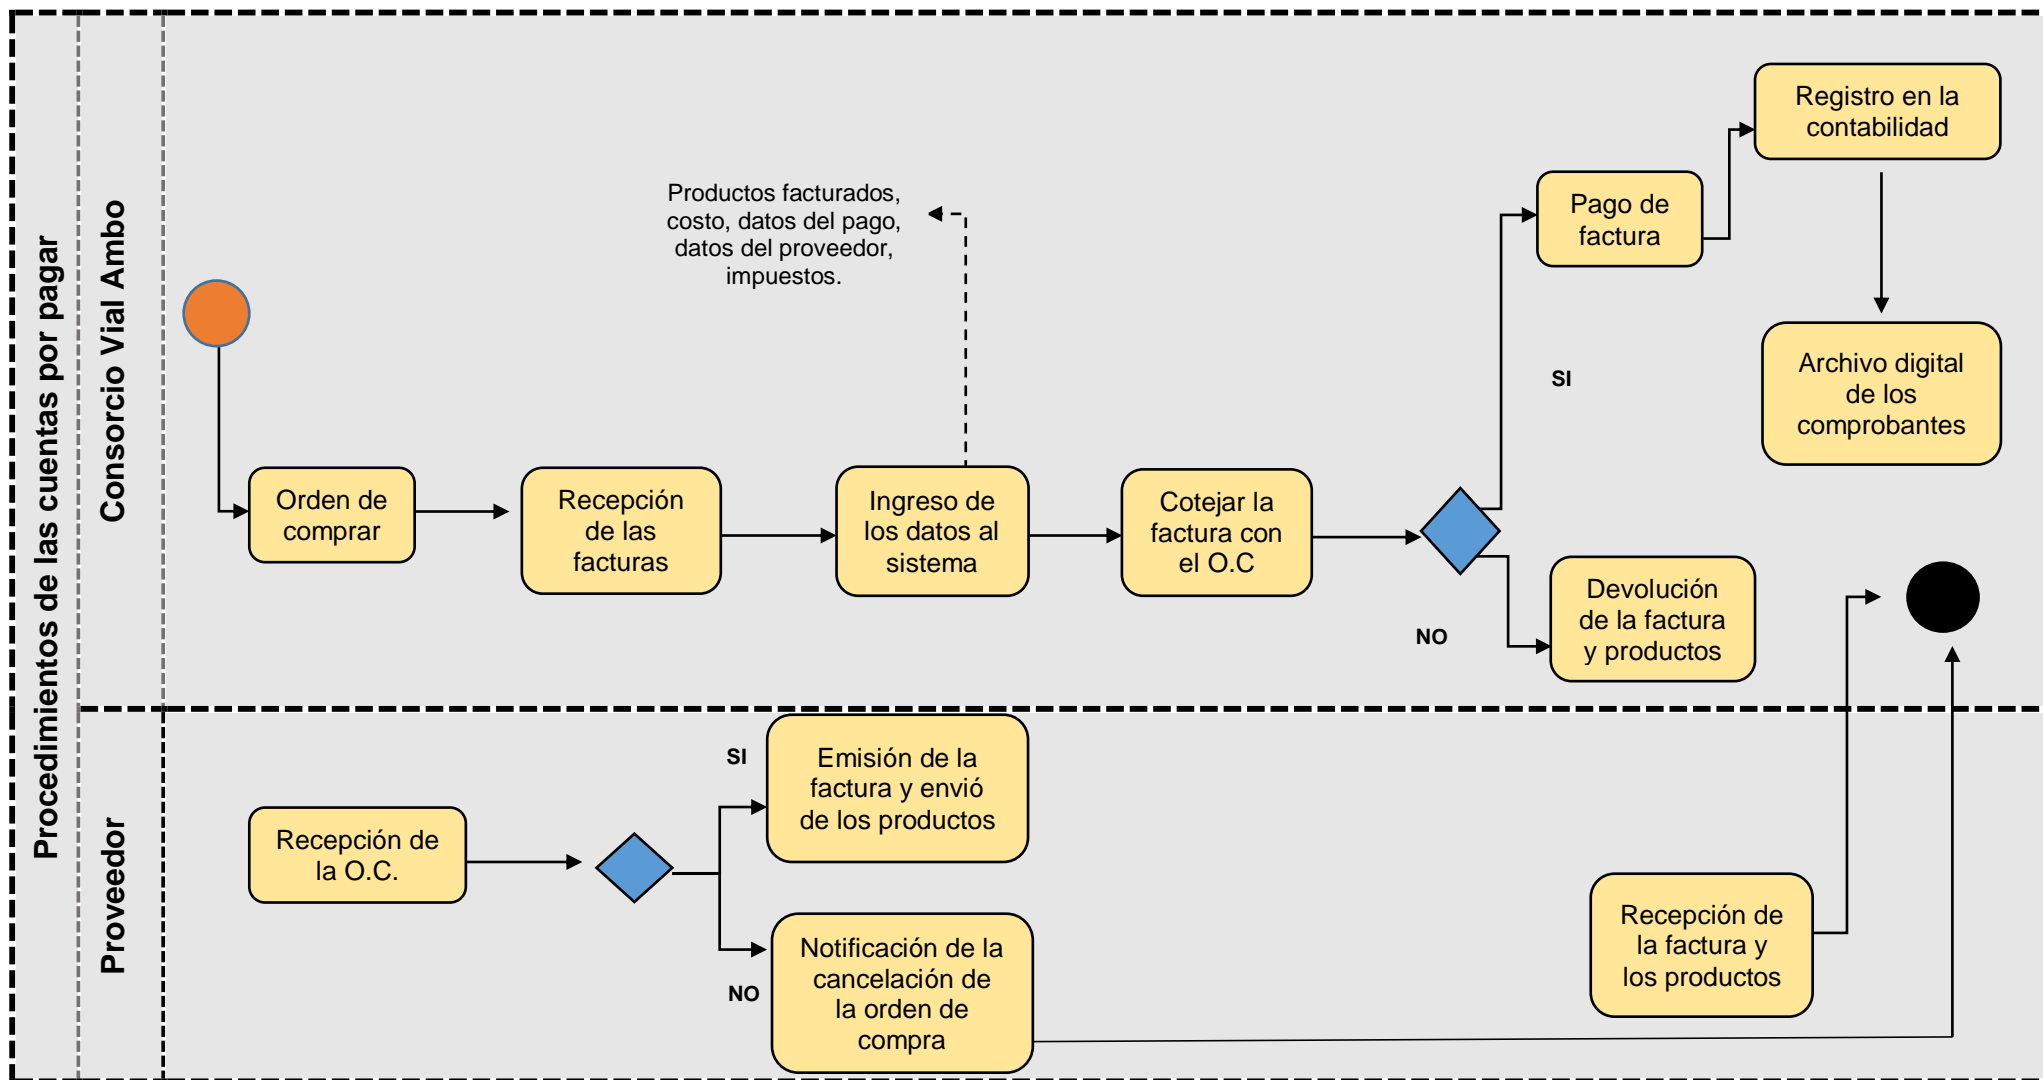 Procedimientos de las cuentas por pagar
Consorcio Vial Ambo
Registro en la
contabilidad
Productos facturados,
costo, datos del pago,
datos del proveedor,
impuestos.
Pago de
factura
SI
Archivo digital
de los
comprobantes
Orden de
comprar
Recepción
de las
facturas
Ingreso de
los datos al
sistema
Cotejar la
factura con
el O.C
NO
Devolución
de la factura
y productos
Proveedor
Recepción de
la O.C.
SI
Emisión de la
factura y envió
de los productos
NO
Notificación de la
cancelación de
la orden de
compra
Recepción de
la factura y
los productos